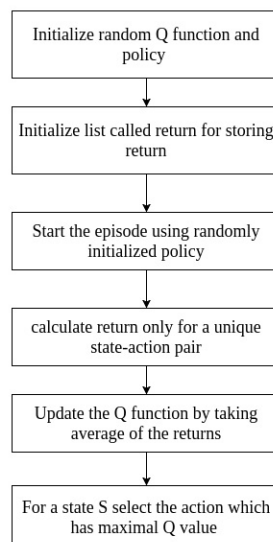 Initialize random Q function and
policy
Initialize list called return for storing
return
Start the episode using randomly
initialized policy
calculate return only for a unique
state-action pair
Update the Q function by taking
average of the returns
For a state S select the action which
has maximal Q value